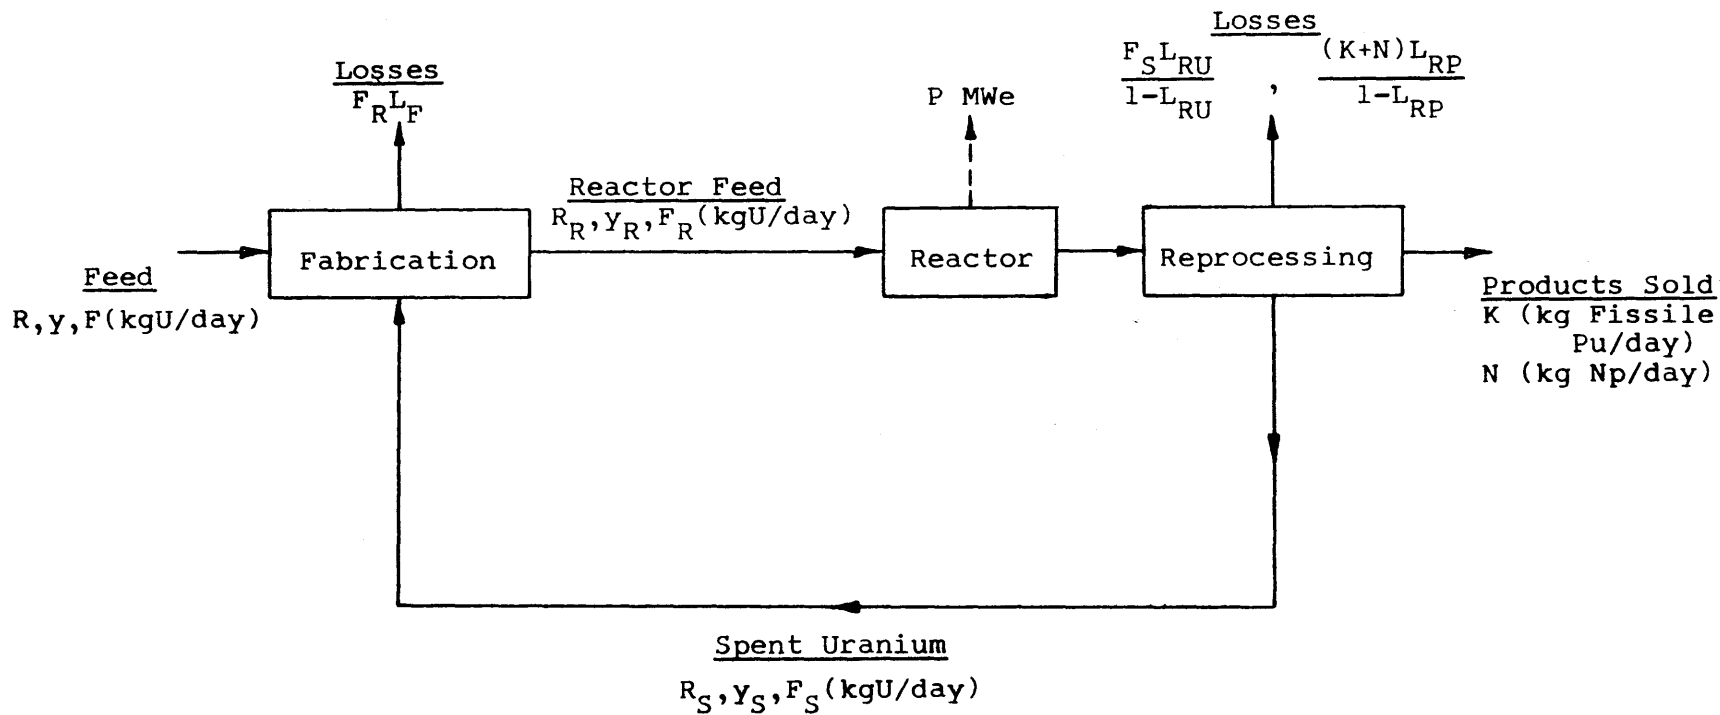 Losses
F_S L_RU / 1-L_RU , (K+N)L_RP / 1-L_RP
Losses
F_R L_F
P MWe
Reactor Feed
R_R,y_R,F_R(kgU/day)
Fabrication
Reactor
Reprocessing
Feed
R,y,F(kgU/day)
Products Sold
K (kg Fissile
Pu/day)
N (kg Np/day)
Spent Uranium
R_S,y_S,F_S(kgU/day)